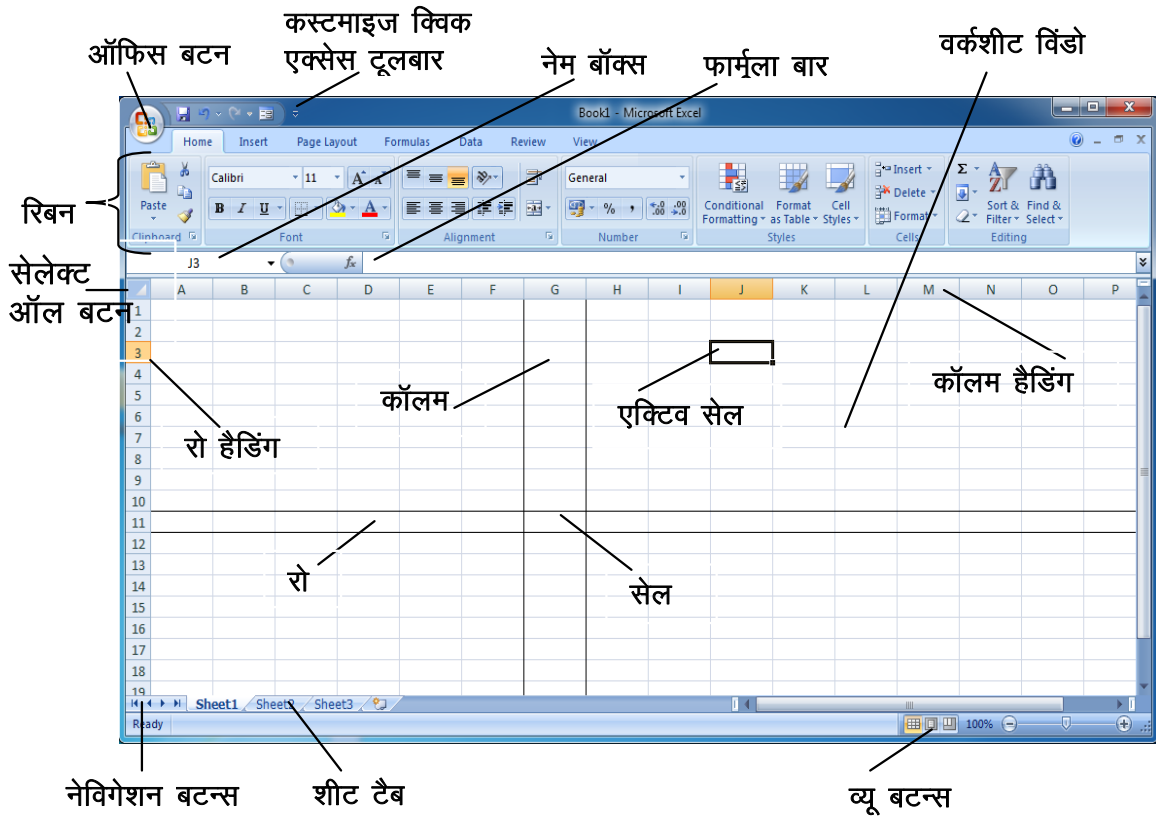 कस्टमाइज क्विक
एक्सेस टूलबार
ऑफिस बटन
नेम बॉक्स
फार्मूला बार
वर्कशीट विंडो
Book1 - Microsoft Excel
Home Insert Page Layout Formulas Data Review View
Calibri 11 General Insert
Delete
Paste B I U % , Conditional Format Cell Format Sort & Find &
Formatting as Table Styles Filter Select
Clipboard Font Alignment Number Styles Cells Editing
रिबन
J3 fx
सेलेक्ट
ऑल बटन
A B C D E F G H I J K L M N O P
1
2
3
4
5
6
7
8
9
10
11
12
13
14
15
16
17
18
19
कॉलम
एक्टिव सेल
कॉलम हैडिंग
रो हैडिंग
रो
सेल
Sheet1 Sheet2 Sheet3
Ready 100%
नेविगेशन बटन्स
शीट टैब
व्यू बटन्स